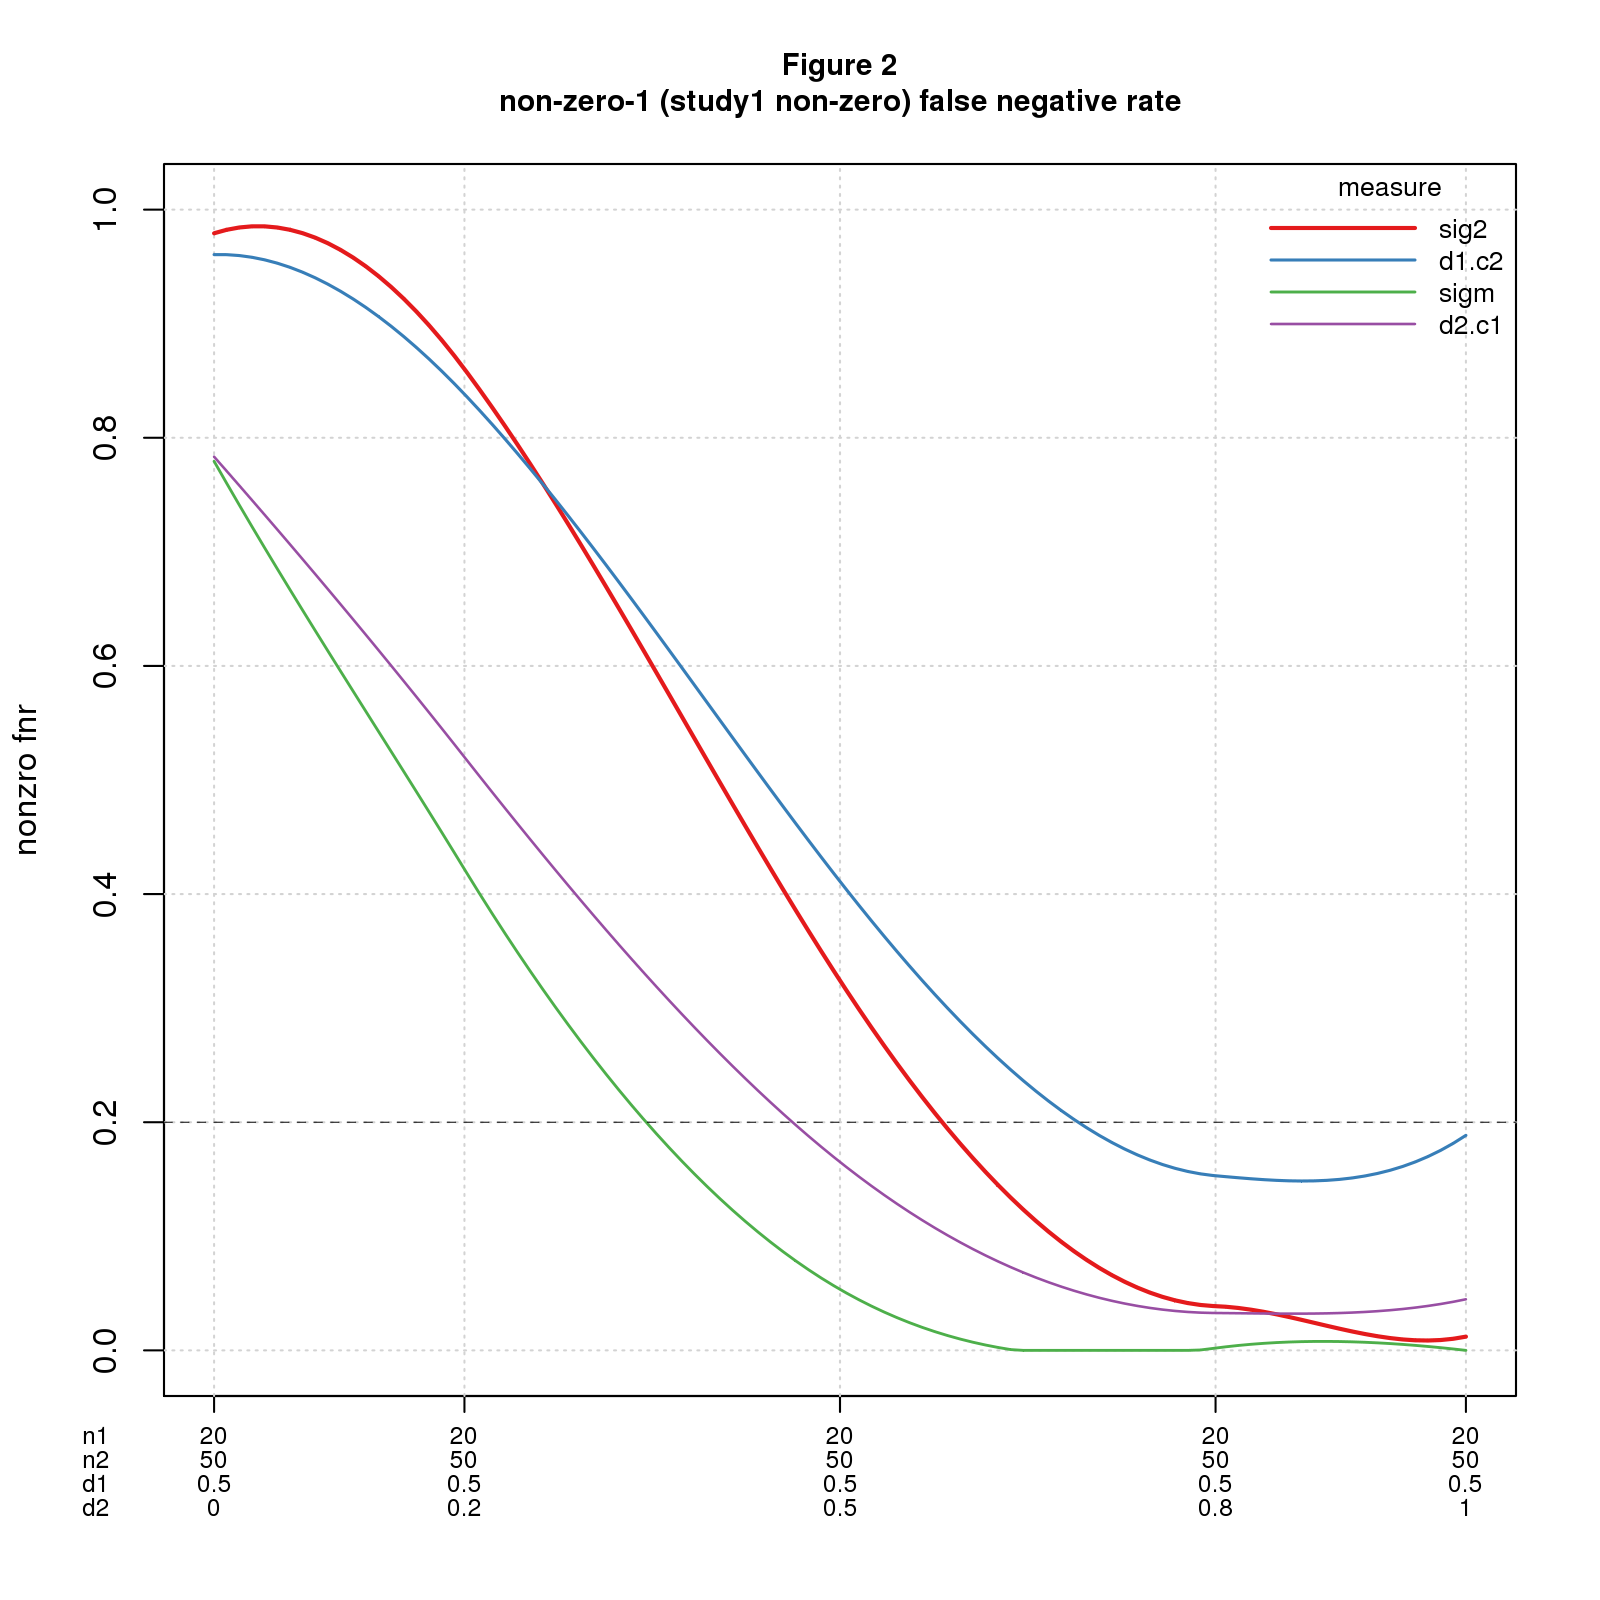 Figure 2
non-zero-1 (study1 non-zero) false negative rate
measure
sig2
d1.c2
sigm
d2.c1
nonzro fnr
1.0
0.8
0.6
0.4
0.2
0.0
n1 20 20 20 20 20
n2 50 50 50 50 50
d1 0.5 0.5 0.5 0.5 0.5
d2 0 0.2 0.5 0.8 1